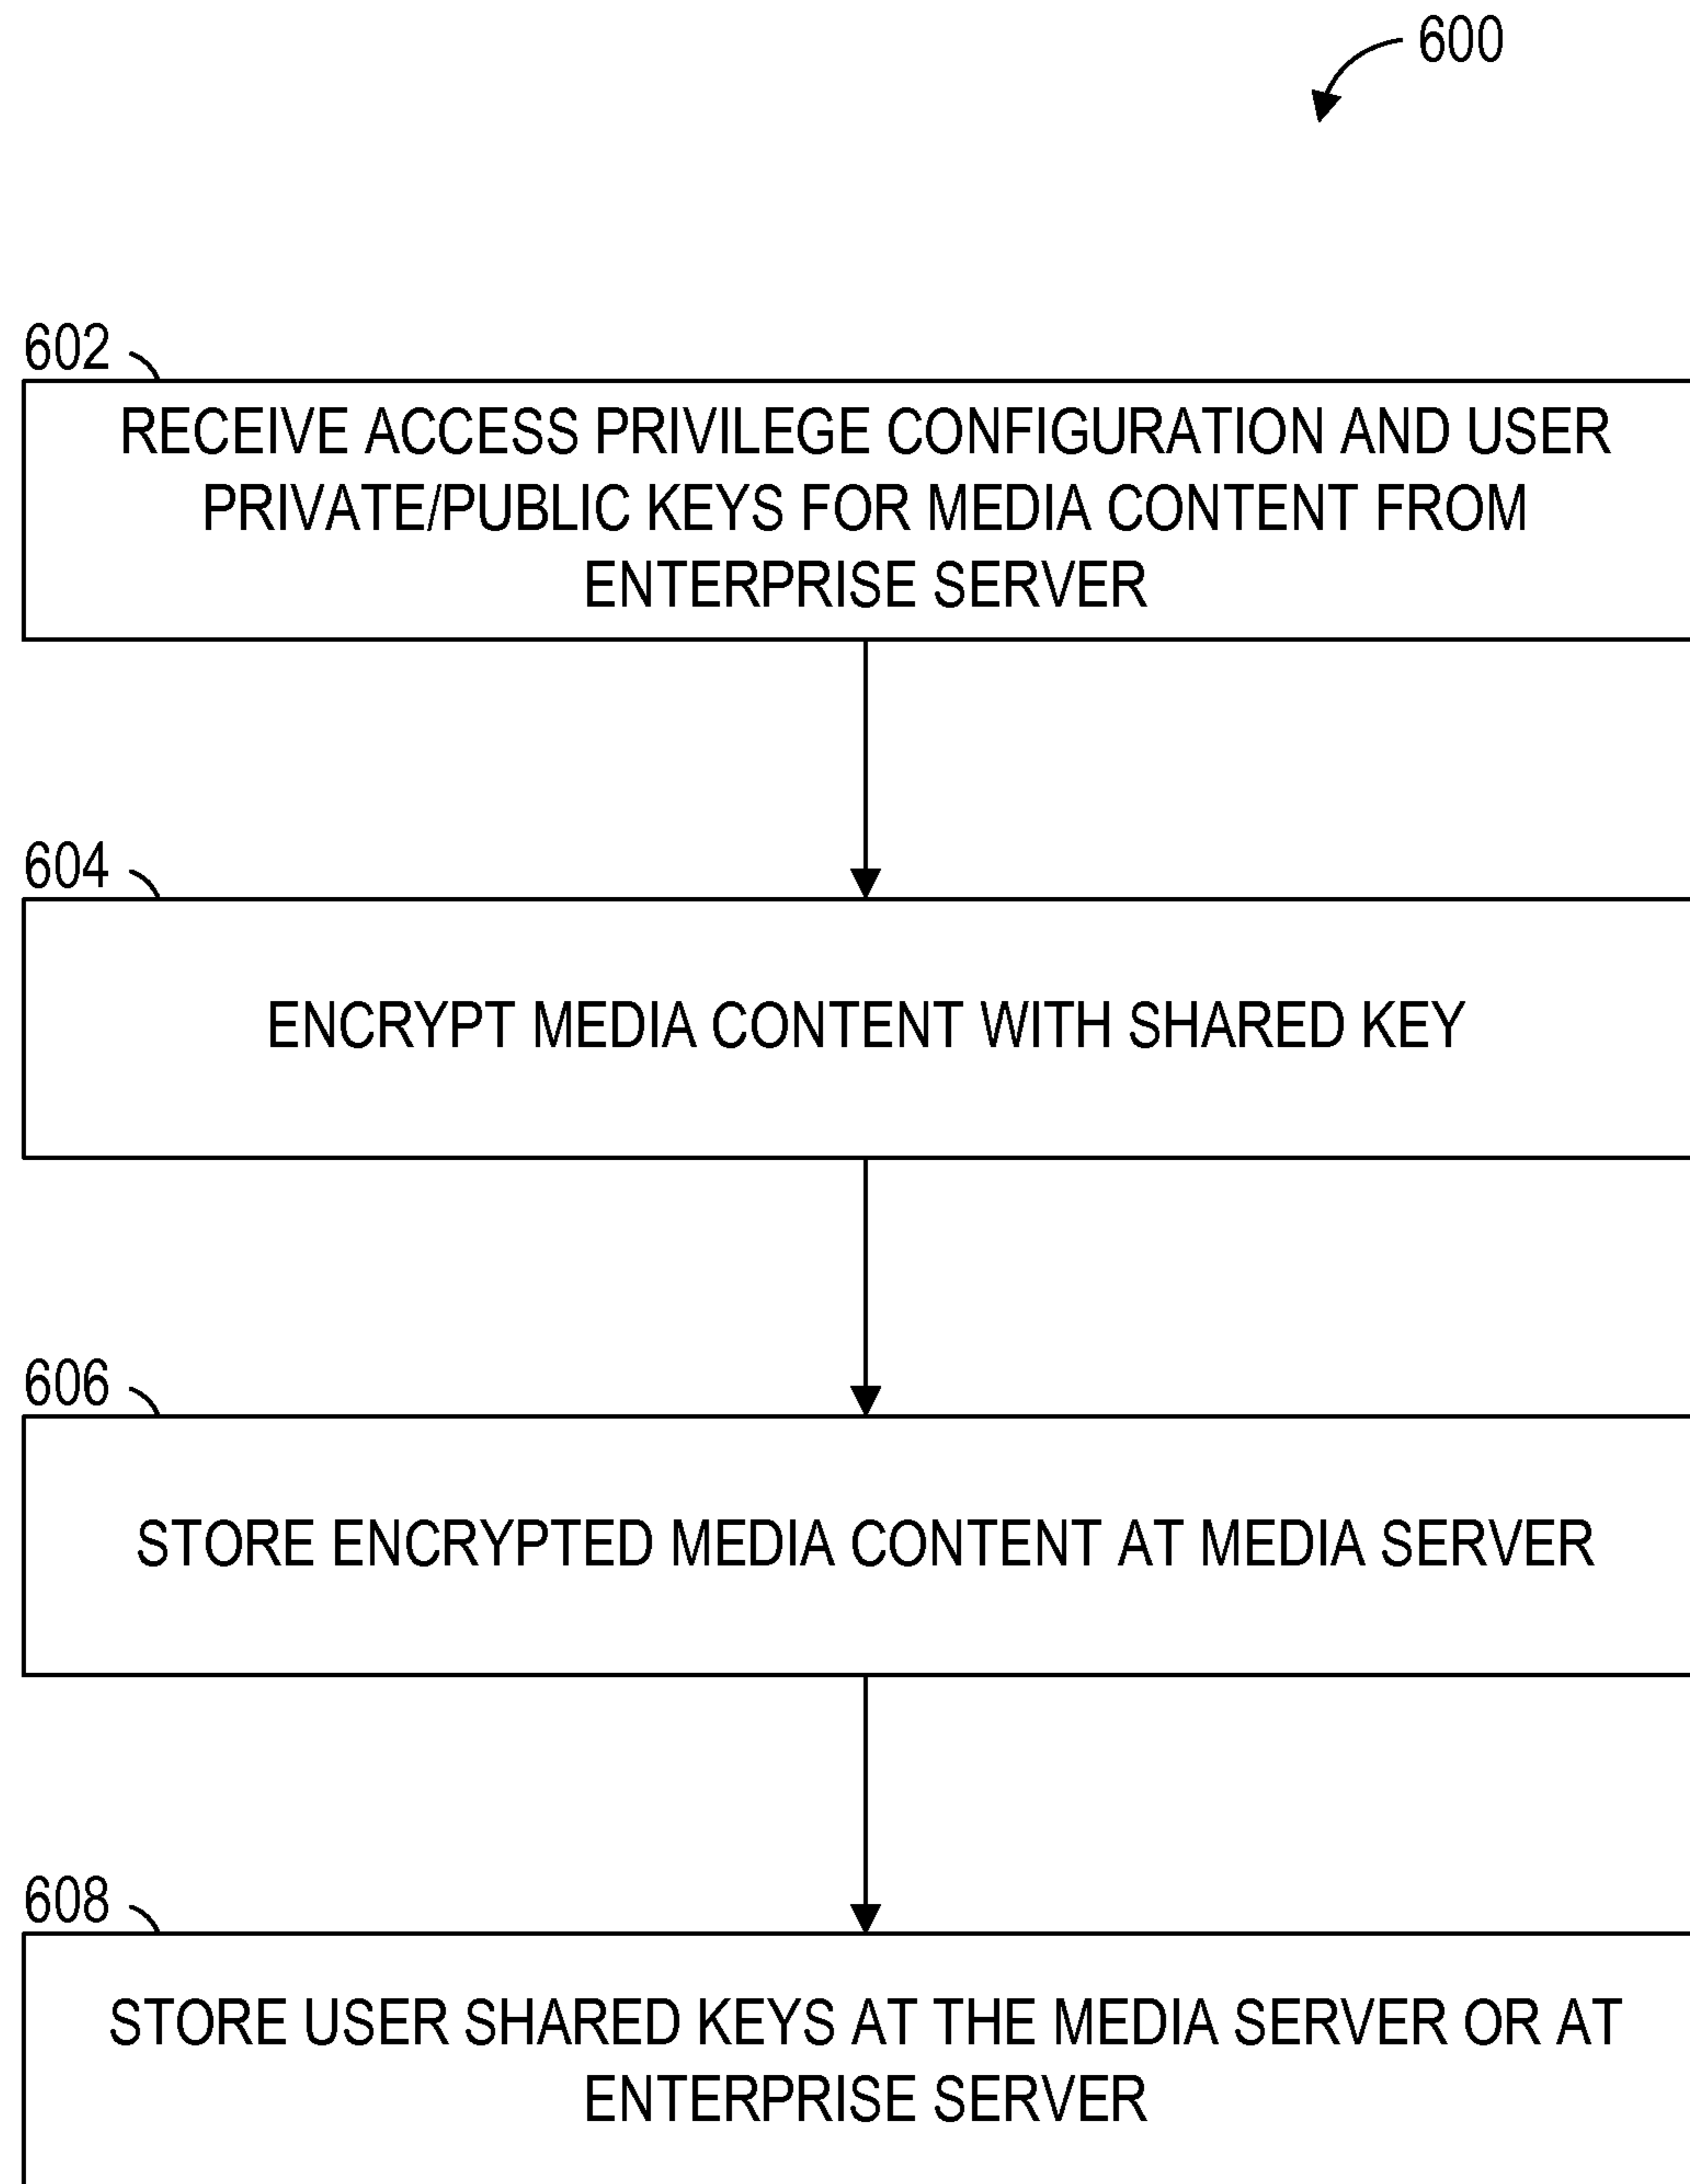 600
602
RECEIVE ACCESS PRIVILEGE CONFIGURATION AND USER
PRIVATE/PUBLIC KEYS FOR MEDIA CONTENT FROM
ENTERPRISE SERVER
604
ENCRYPT MEDIA CONTENT WITH SHARED KEY
606
STORE ENCRYPTED MEDIA CONTENT AT MEDIA SERVER
608
STORE USER SHARED KEYS AT THE MEDIA SERVER OR AT
ENTERPRISE SERVER